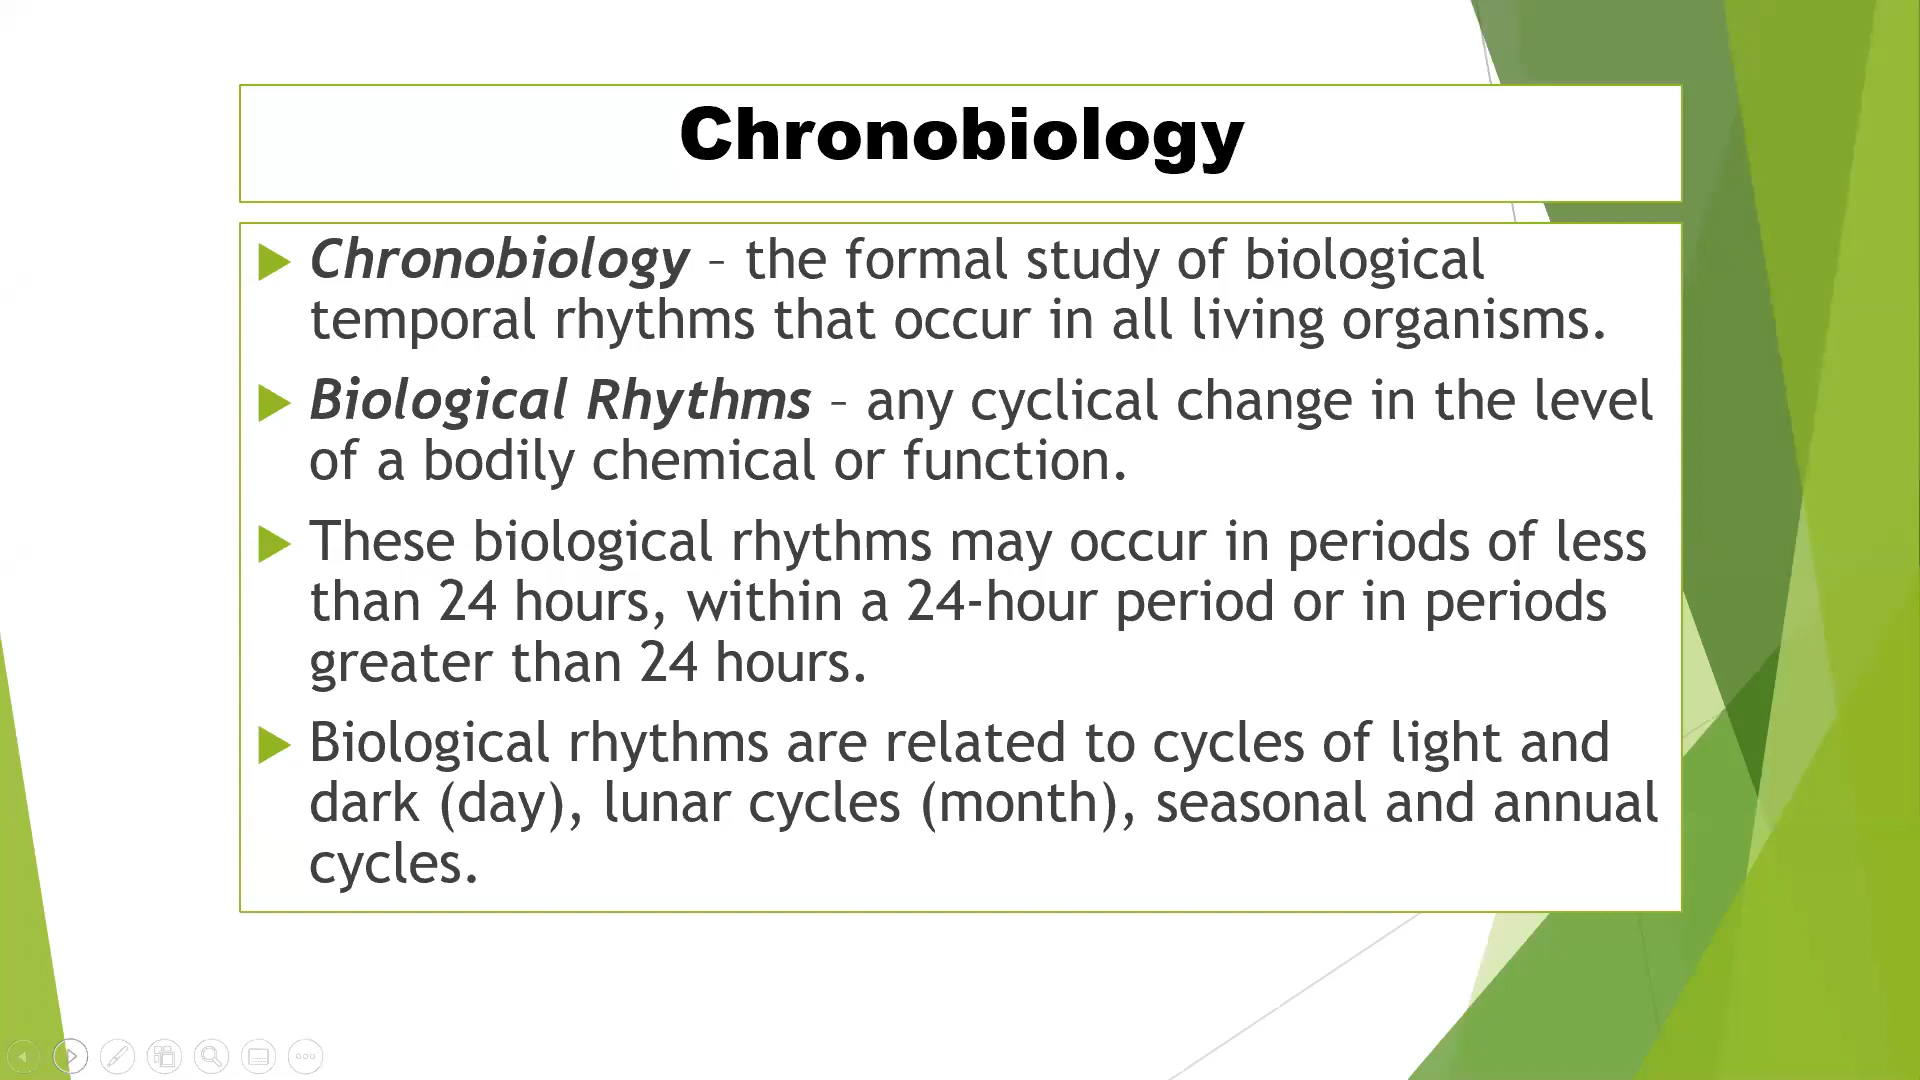 Chronobiology
Chronobiology – the formal study of biological
temporal rhythms that occur in all living organisms.
Biological Rhythms – any cyclical change in the level
of a bodily chemical or function.
These biological rhythms may occur in periods of less
than 24 hours, within a 24-hour period or in periods
greater than 24 hours.
Biological rhythms are related to cycles of light and
dark (day), lunar cycles (month), seasonal and annual
cycles.